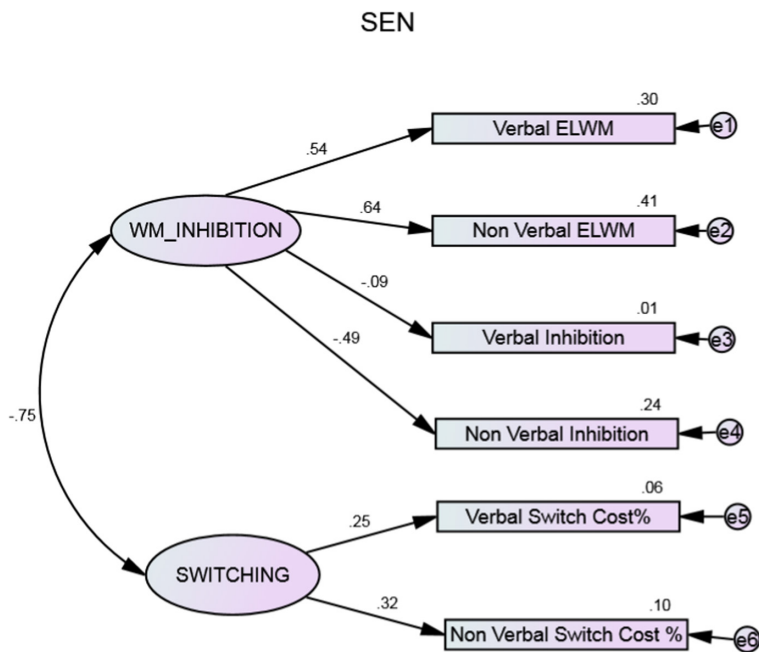 SEN
.30
Verbal ELWM
e1
.54
.41
WM_INHIBITION
.64
Non Verbal ELWM
e2
-.09
.01
Verbal Inhibition
e3
-.49
.24
Non Verbal Inhibition
e4
-.75
.06
.25
Verbal Switch Cost%
e5
SWITCHING
.32
.10
Non Verbal Switch Cost %
e6